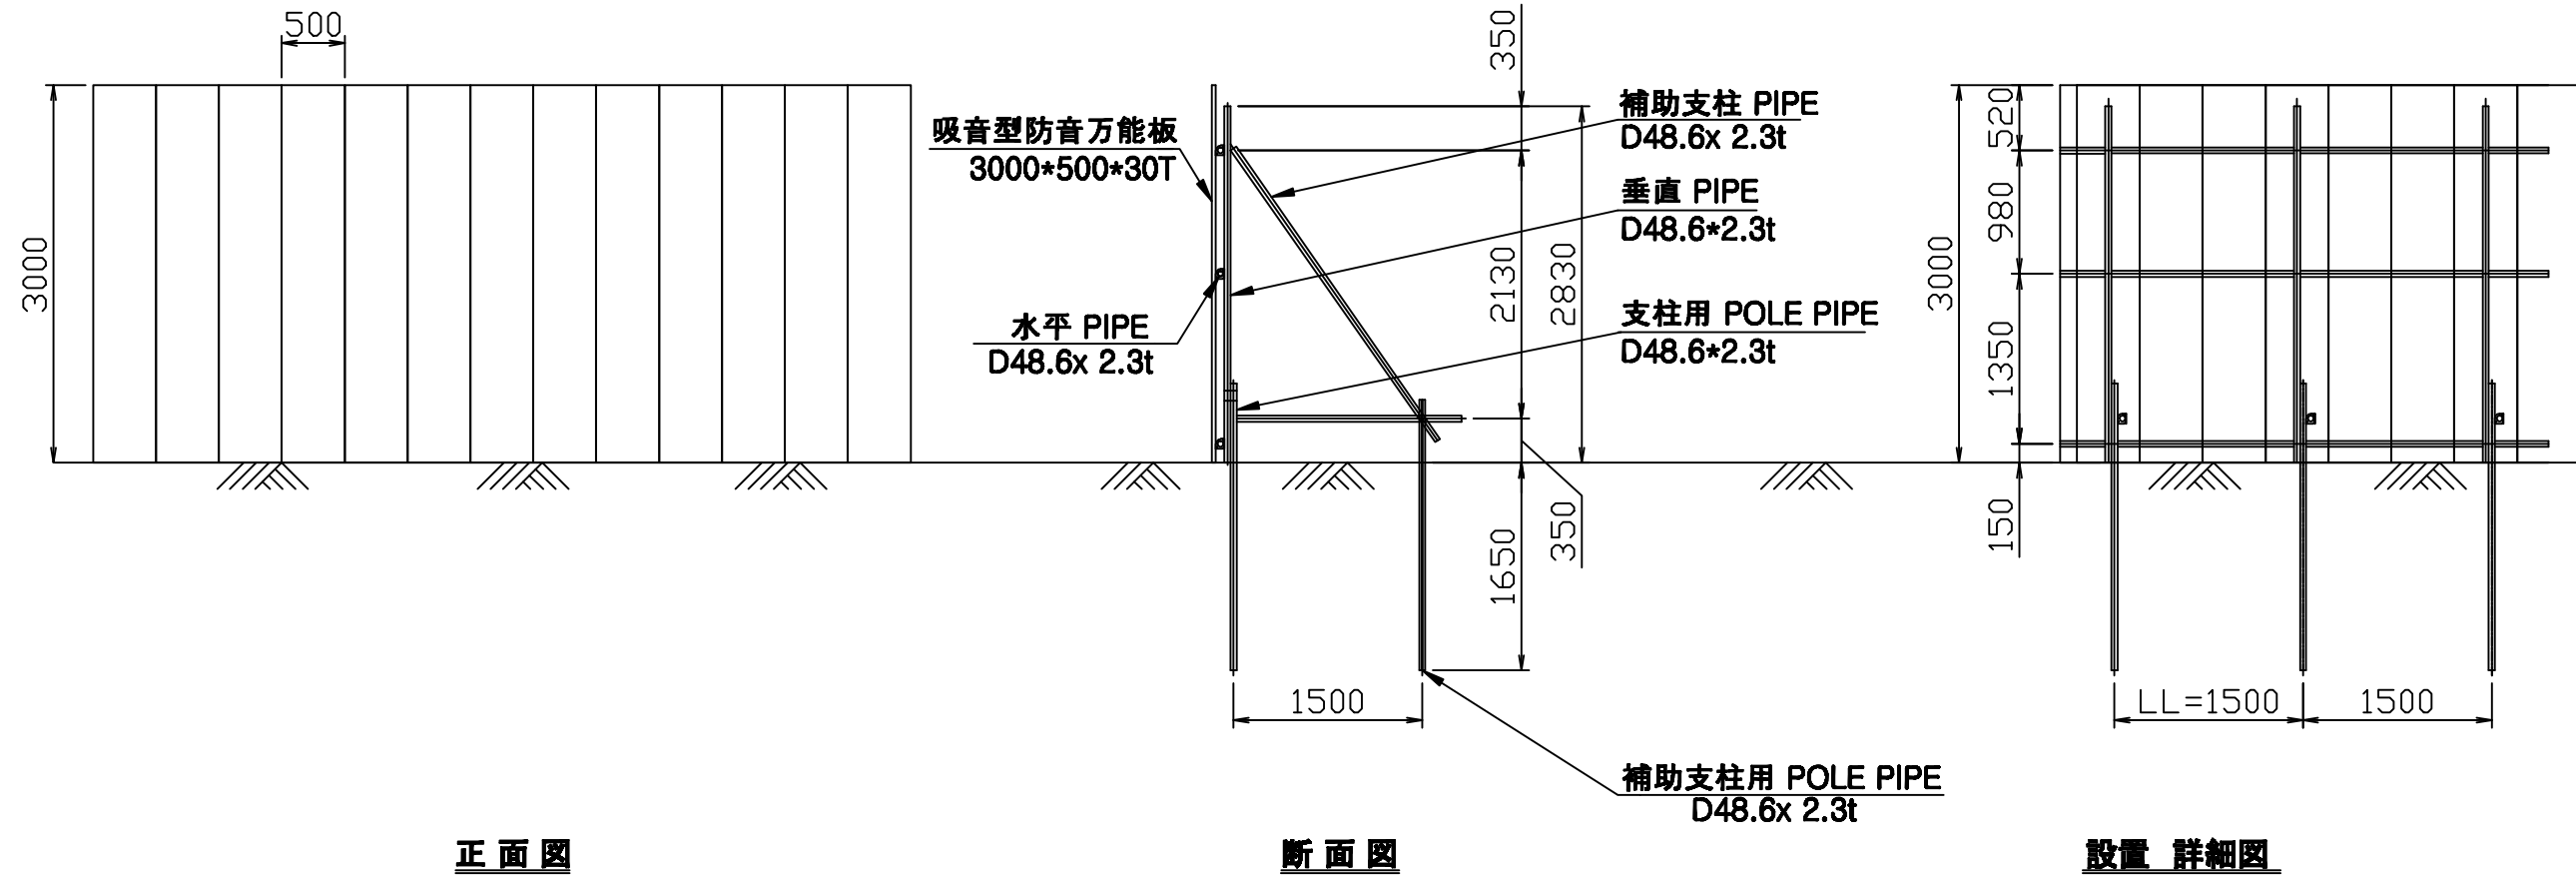 500
3000
吸音型防音万能板
3000*500*30T
水平 PIPE
D48.6x 2.3t
350
2130
2830
1650
350
1500
補助支柱 PIPE
D48.6x 2.3t
垂直 PIPE
D48.6*2.3t
支柱用 POLE PIPE
D48.6*2.3t
補助支柱用 POLE PIPE
D48.6x 2.3t
3000
520
980
1350
150
LL=1500
1500
正 面 図
断 面 図
設置 詳細図